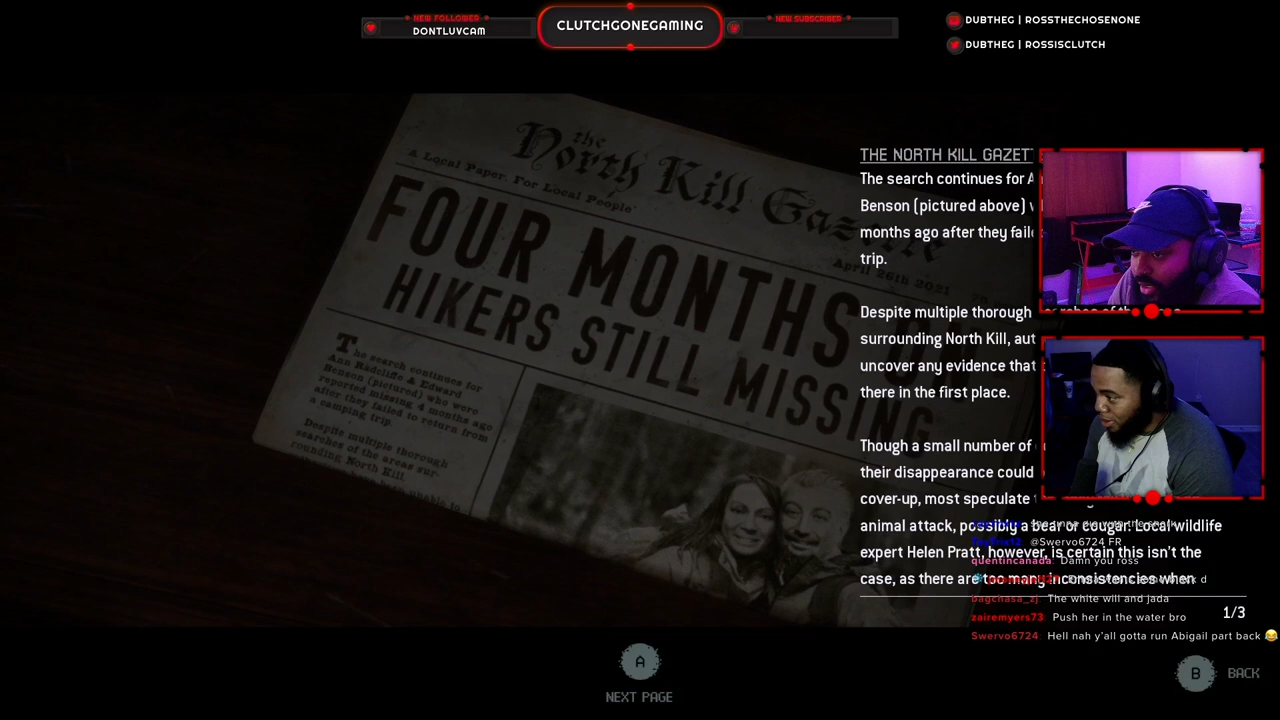 NEW FOLLOWER
DONTLUVCAM
CLUTCHGONEGAMING
NEW SUBSCRIBER
DUBTHEG | ROSSTHECHOSENONE
DUBTHEG | ROSSISCLUTCH
the
North Kill Gazette
A Local Paper, For Local People
April 26th 2021
FOUR MONTHS
HIKERS STILL MISSING
The search continues for
Ann Radcliffe & Edward
Benson (pictured) who were
reported missing 4 months ago
after they failed to return from
a camping trip.
Despite multiple thorough
searches of the areas sur-
rounding North Kill,
THE NORTH KILL GAZET
The search continues for A
Benson (pictured above)
months ago after they faile
trip.
Despite multiple thorough
surrounding North Kill, aut
uncover any evidence that
there in the first place.
Though a small number of
their disappearance could
cover-up, most speculate
animal attack, possibly a bear or cougar. Local wildlife
expert Helen Pratt, however, is certain this isn't the
case, as there are too many inconsistencies when
@Swervo6724 FR
quentincanada: Damn you ross
The white will and jada
zairemyers73: Push her in the water bro
Swervo6724: Hell nah y'all gotta run Abigail part back 😂
1/3
A
NEXT PAGE
B BACK